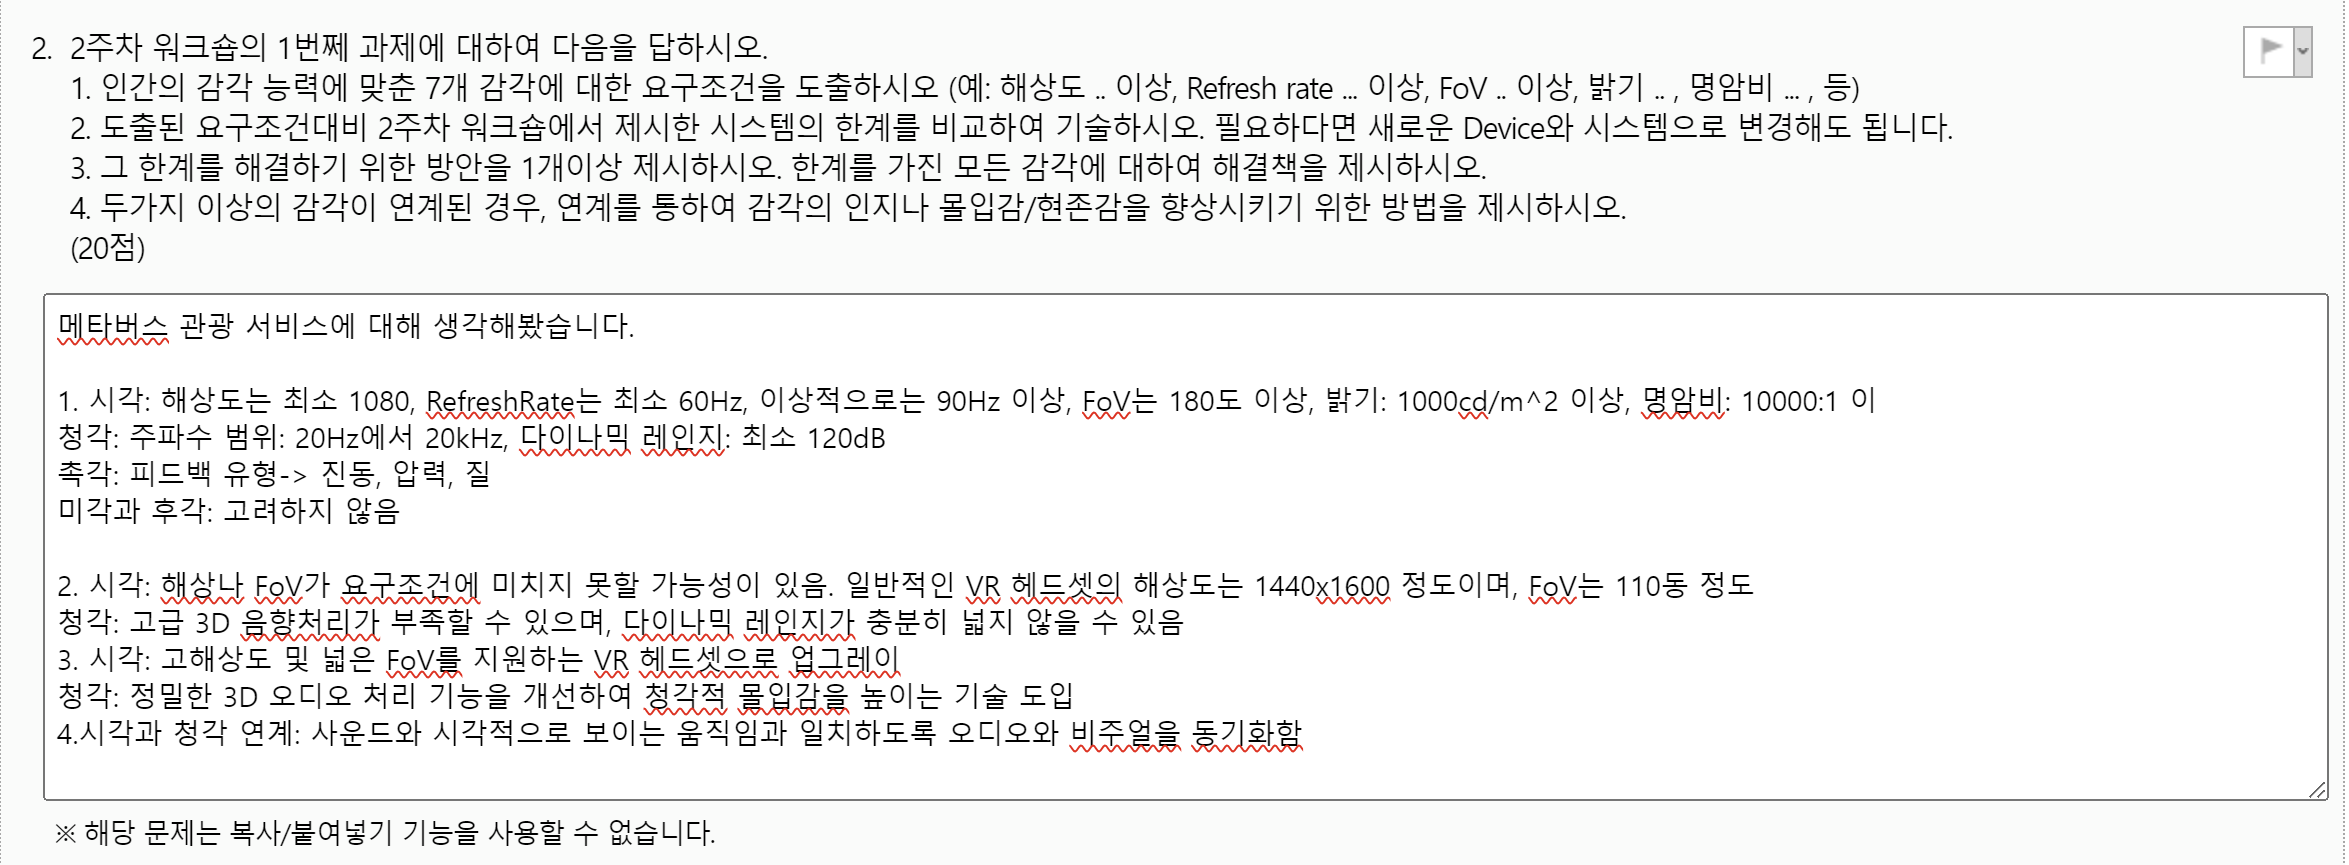 2. 2주차 워크숍의 1번쩨 과제에 대하여 다음을 답하시오.
1. 인간의 감각 능력에 맞춘 7개 감각에 대한 요구조건을 도출하시오 (예: 해상도 .. 이상, Refresh rate ... 이상, FoV .. 이상, 밝기 .. , 명암비 ... , 등)
2. 도출된 요구조건대비 2주차 워크숍에서 제시한 시스템의 한계를 비교하여 기술하시오. 필요하다면 새로운 Device와 시스템으로 변경해도 됩니다.
3. 그 한계를 해결하기 위한 방안을 1개이상 제시하시오. 한계를 가진 모든 감각에 대하여 해결책을 제시하시오.
4. 두가지 이상의 감각이 연계된 경우, 연계를 통하여 감각의 인지나 몰입감/현존감을 향상시키기 위한 방법을 제시하시오.
(20점)
메타버스 관광 서비스에 대해 생각해봤습니다.
1. 시각: 해상도는 최소 1080, RefreshRate는 최소 60Hz, 이상적으로는 90Hz 이상, FoV는 180도 이상, 밝기: 1000cd/m^2 이상, 명암비: 10000:1 이
청각: 주파수 범위: 20Hz에서 20kHz, 다이나믹 레인지: 최소 120dB
촉각: 피드백 유형-> 진동, 압력, 질
미각과 후각: 고려하지 않음
2. 시각: 해상나 FoV가 요구조건에 미치지 못할 가능성이 있음. 일반적인 VR 헤드셋의 해상도는 1440x1600 정도이며, FoV는 110동 정도
청각: 고급 3D 음향처리가 부족할 수 있으며, 다이나믹 레인지가 충분히 넓지 않을 수 있음
3. 시각: 고해상도 및 넓은 FoV를 지원하는 VR 헤드셋으로 업그레이
청각: 정밀한 3D 오디오 처리 기능을 개선하여 청각적 몰입감을 높이는 기술 도입
4.시각과 청각 연계: 사운드와 시각적으로 보이는 움직임과 일치하도록 오디오와 비주얼을 동기화함
※ 해당 문제는 복사/붙여넣기 기능을 사용할 수 없습니다.